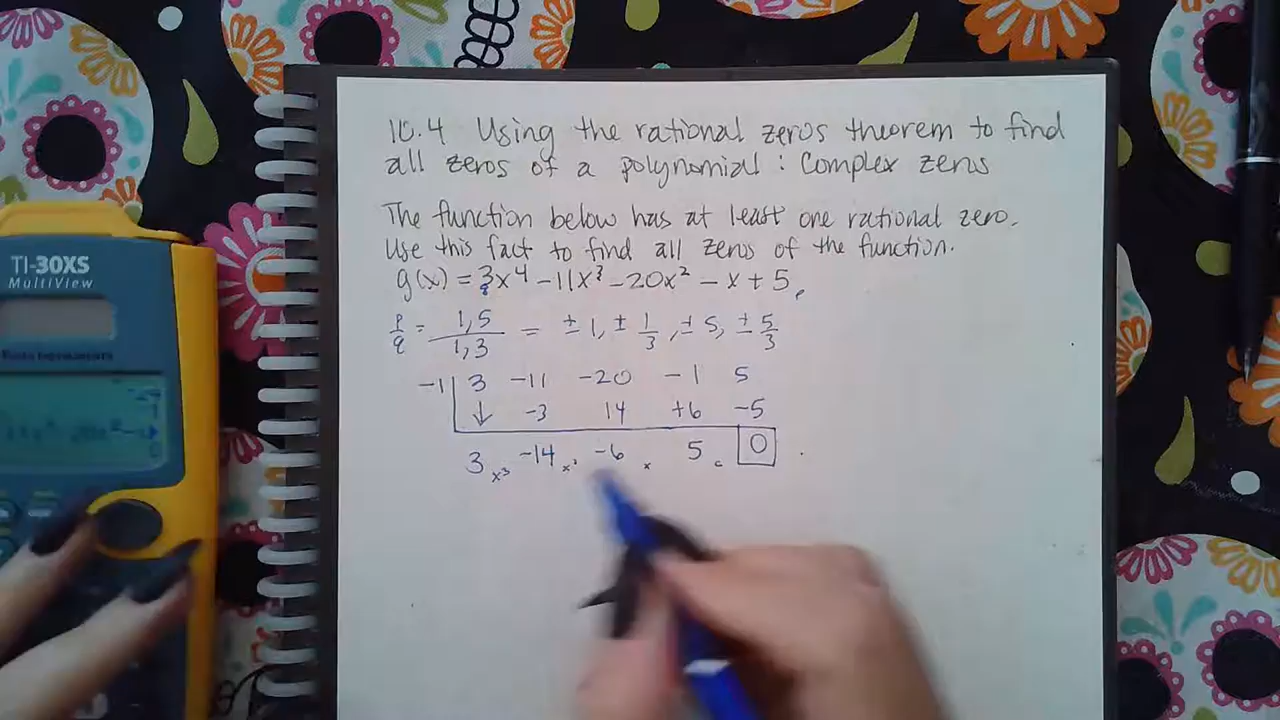 10.4 Using the rational zeros theorem to find
all zeros of a polynomial : Complex zeros
The function below has at least one rational zero.
Use this fact to find all zeros of the function.
g(x) = 3x⁴ - 11x³ - 20x² - x + 5
p/q = 1,5 / 1,3 = ± 1, ± 1/3, ± 5, ± 5/3
-1 | 3 -11 -20 -1 5
↓ -3 14 +6 -5
3 x³ -14 x² -6 x 5 c 0
TI-30XS
MultiView